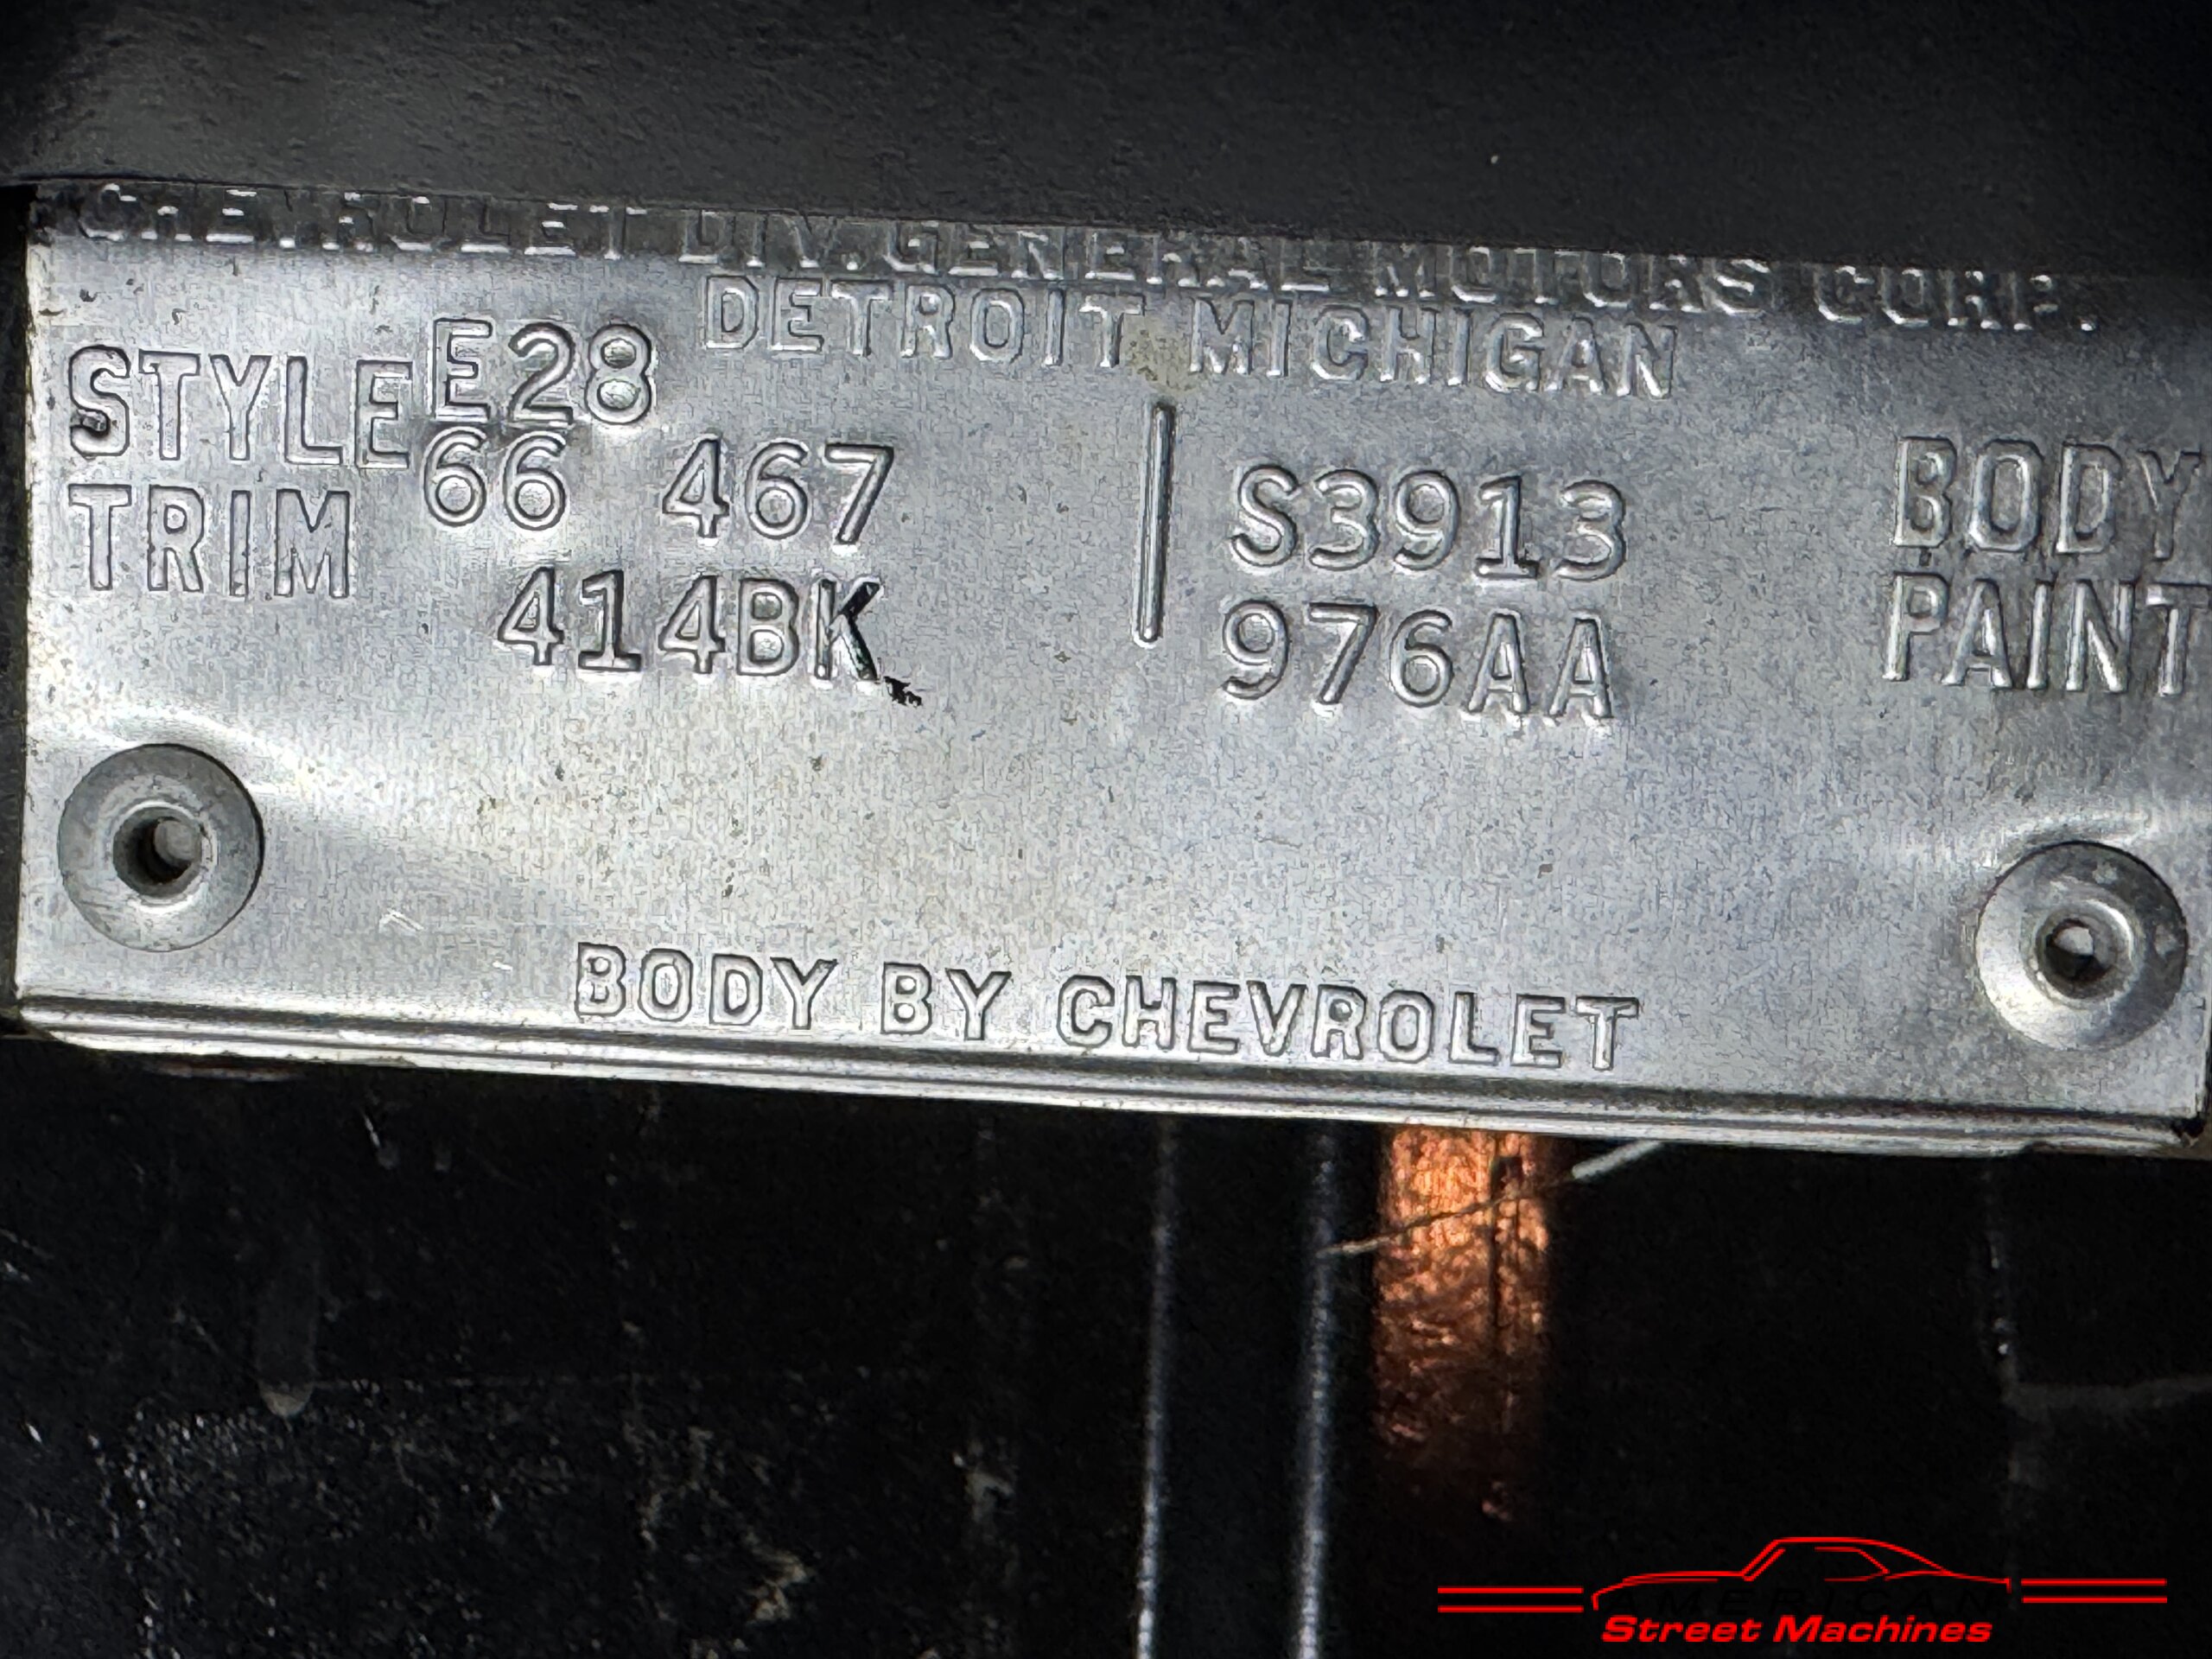 CHEVROLET DIV. GENERAL MOTORS CORP.
DETROIT MICHIGAN
E28
STYLE 66 467 S3913 BODY
TRIM 414BK 976AA PAINT
BODY BY CHEVROLET
AMERICAN
Street Machines